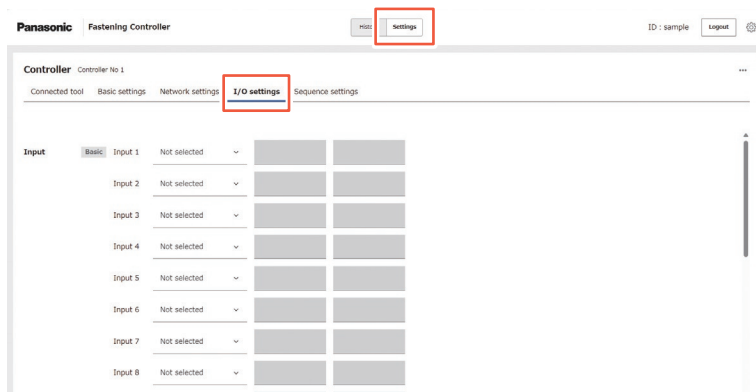 Panasonic Fastening Controller Settings ID : sample Logout
Controller Controller No 1 ...
Connected tool Basic settings Network settings I/O settings Sequence settings
Input Basic Input 1 Not selected
Input 2 Not selected
Input 3 Not selected
Input 4 Not selected
Input 5 Not selected
Input 6 Not selected
Input 7 Not selected
Input 8 Not selected